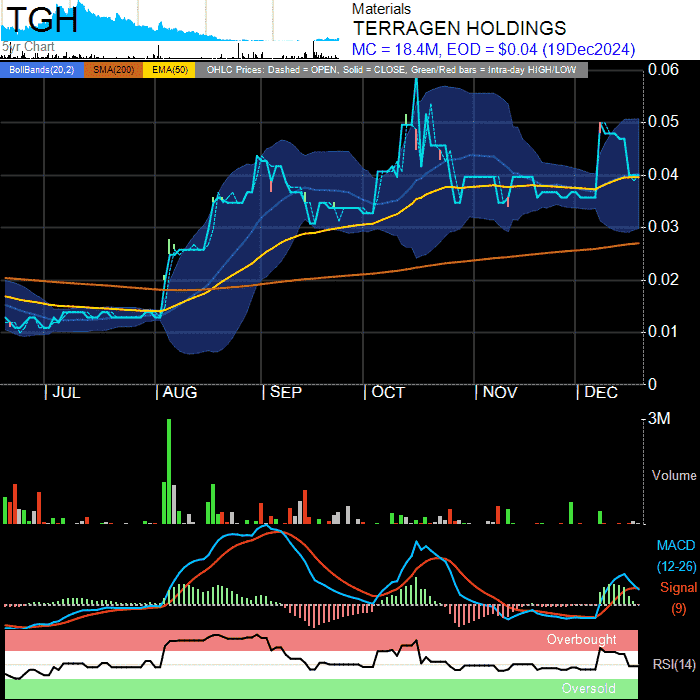 TGH
5yr Chart
Materials
TERRAGEN HOLDINGS
MC = 18.4M, EOD = $0.04 (19Dec2024)
BollBands(20,2) SMA(200) EMA(50) OHLC Prices: Dashed = OPEN, Solid = CLOSE, Green/Red bars = Intra-day HIGH/LOW
0.06
0.05
0.04
0.03
0.02
0.01
0
| JUL | AUG | SEP | OCT | NOV | DEC
3M
Volume
MACD
(12-26)
Signal
(9)
Overbought
RSI(14)
Oversold